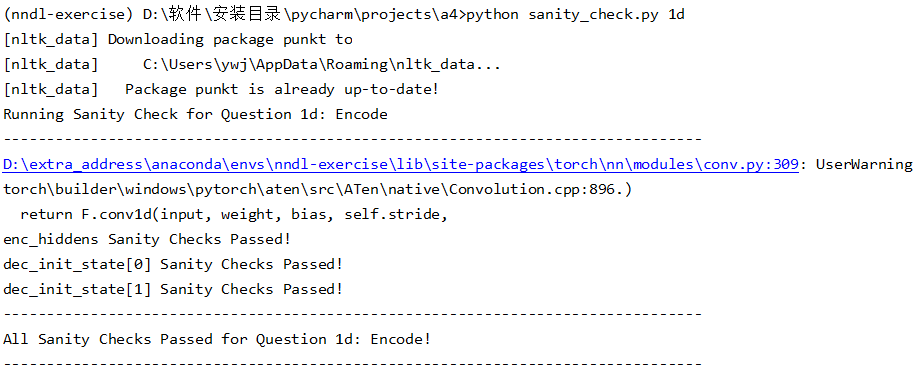 (nndl-exercise) D:\软件\安装目录\pycharm\projects\a4>python sanity_check.py 1d
[nltk_data] Downloading package punkt to
[nltk_data]     C:\Users\ywj\AppData\Roaming\nltk_data...
[nltk_data]   Package punkt is already up-to-date!
Running Sanity Check for Question 1d: Encode
--------------------------------------------------------------------------------
D:\extra_address\anaconda\envs\nndl-exercise\lib\site-packages\torch\nn\modules\conv.py:309: UserWarning
torch\builder\windows\pytorch\aten\src\ATen\native\Convolution.cpp:896.)
  return F.conv1d(input, weight, bias, self.stride,
enc_hiddens Sanity Checks Passed!
dec_init_state[0] Sanity Checks Passed!
dec_init_state[1] Sanity Checks Passed!
--------------------------------------------------------------------------------
All Sanity Checks Passed for Question 1d: Encode!
--------------------------------------------------------------------------------